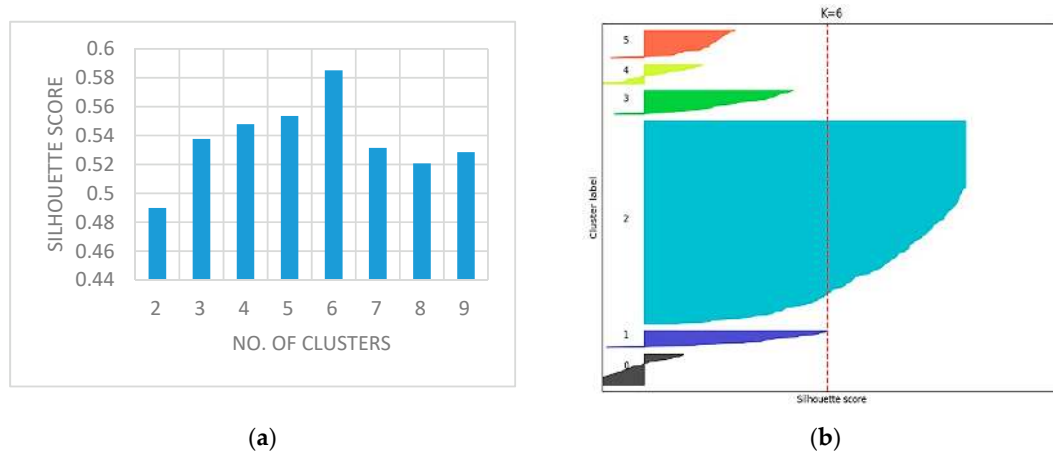 0.6
0.58
0.56
0.54
0.52
0.5
0.48
0.46
0.44
SILHOUETTE SCORE
2 3 4 5 6 7 8 9
NO. OF CLUSTERS
(a)
K=6
5
4
3
2
1
0
Cluster label
Silhouette score
(b)